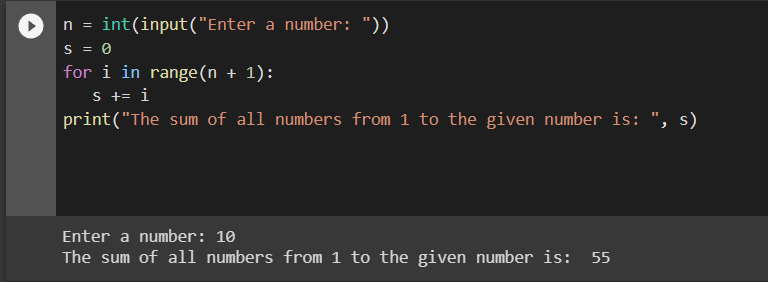 n = int(input("Enter a number: "))
s = 0
for i in range(n + 1):
   s += i
print("The sum of all numbers from 1 to the given number is: ", s)
Enter a number: 10
The sum of all numbers from 1 to the given number is:  55